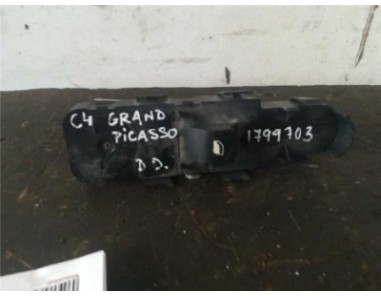 C4 GRAND
PICASSO
D.D.
1799703